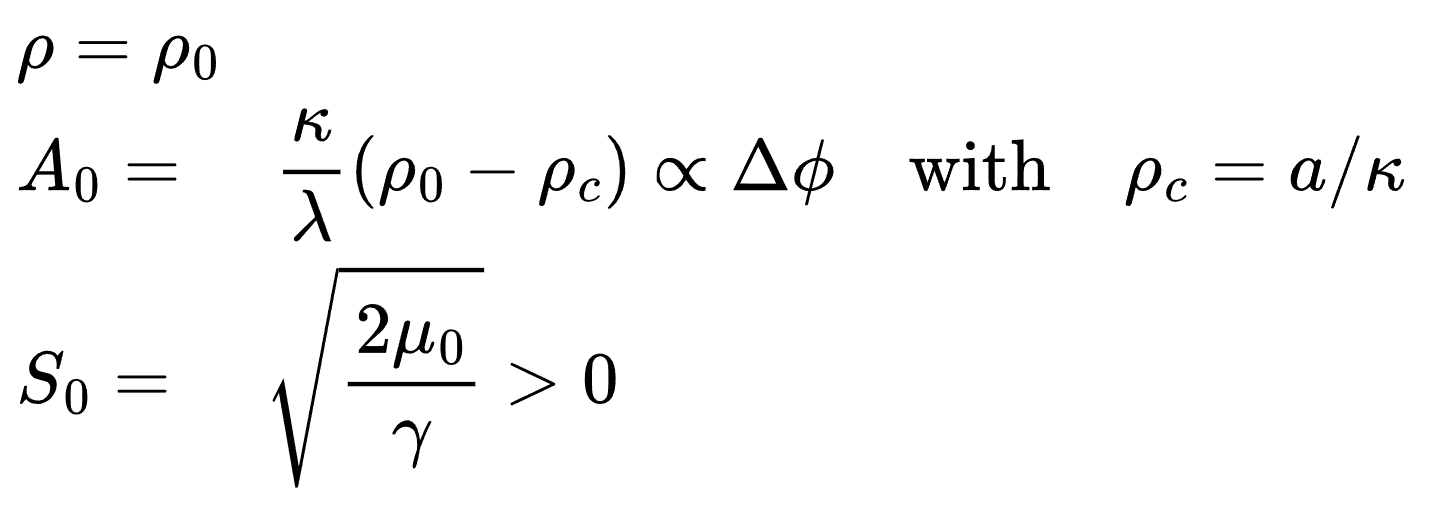 ρ = ρ₀
A₀ = κ/λ (ρ₀ − ρ_c) ∝ Δϕ with ρ_c = a/κ
S₀ = √(2μ₀/γ) > 0